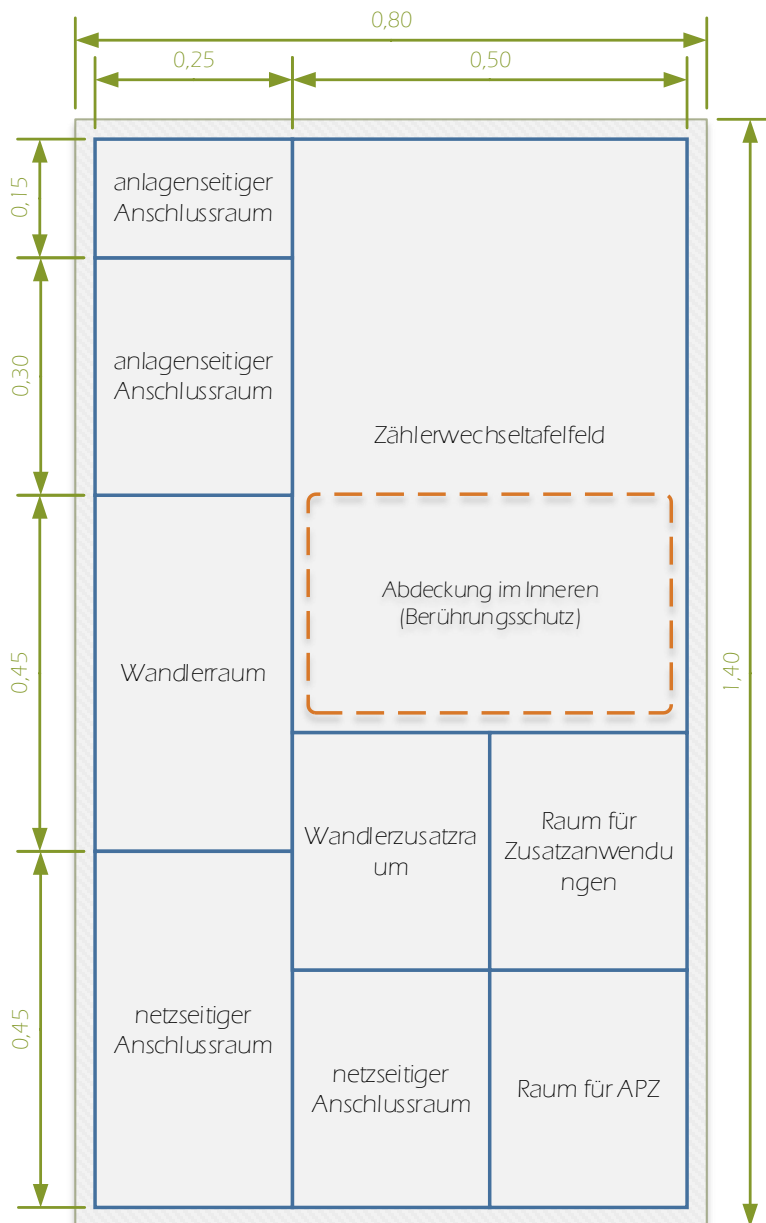 0,80
0,25
0,50
0,15
anlagenseitiger
Anschlussraum
0,30
anlagenseitiger
Anschlussraum
Zählerwechseltafelfeld
Abdeckung im Inneren
(Berührungsschutz)
0,45
Wandlerraum
1,40
Wandlerzusatzra
um
Raum für
Zusatzanwendu
ngen
0,45
netzseitiger
Anschlussraum
netzseitiger
Anschlussraum
Raum für APZ